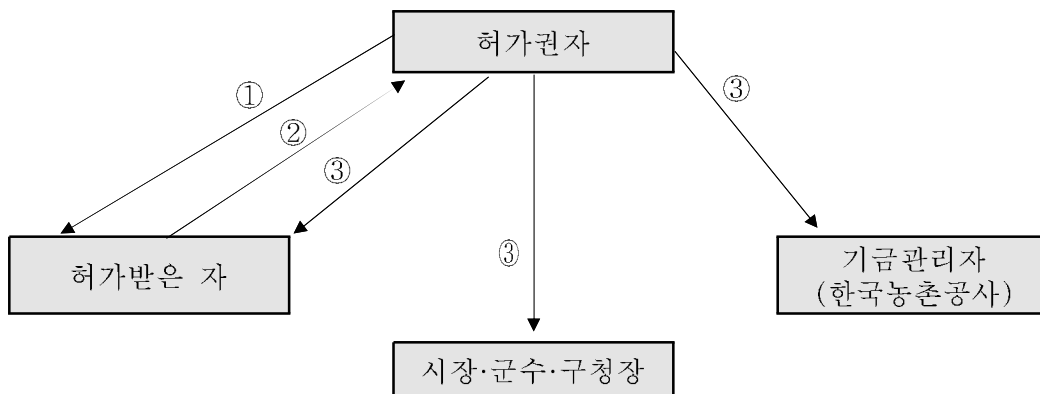 허가권자
①
②
③
③
③
허가받은 자
기금관리자
(한국농촌공사)
시장·군수·구청장